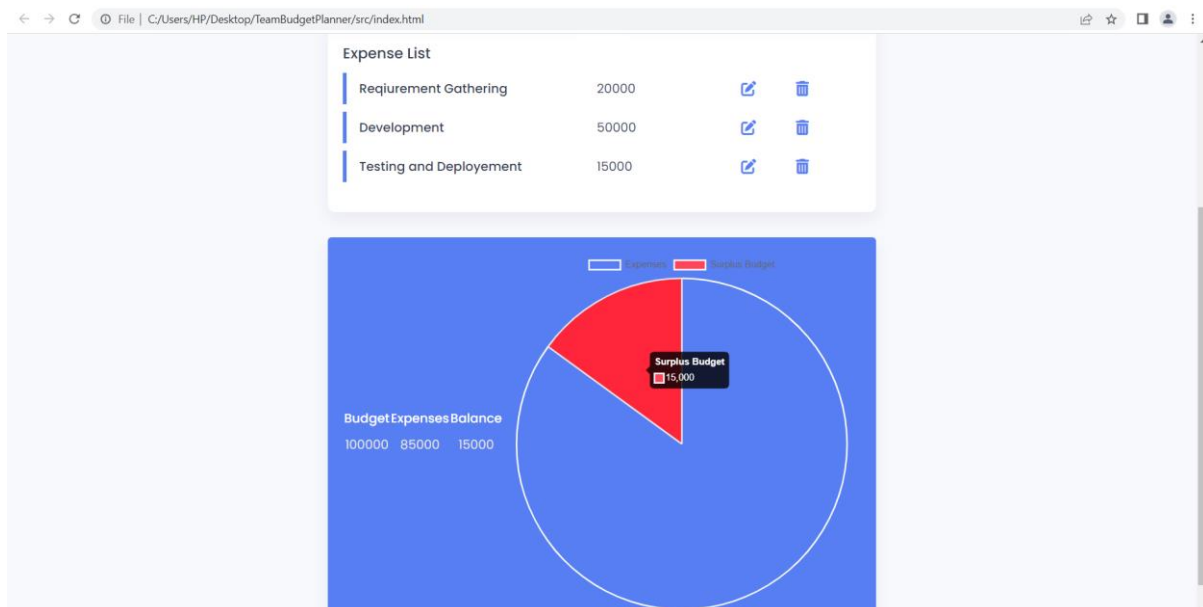 File | C:/Users/HP/Desktop/TeamBudgetPlanner/src/index.html
Expense List
Reqiurement Gathering 20000
Development 50000
Testing and Deployement 15000
Expenses Surplus Budget
Surplus Budget
15,000
Budget Expenses Balance
100000 85000 15000